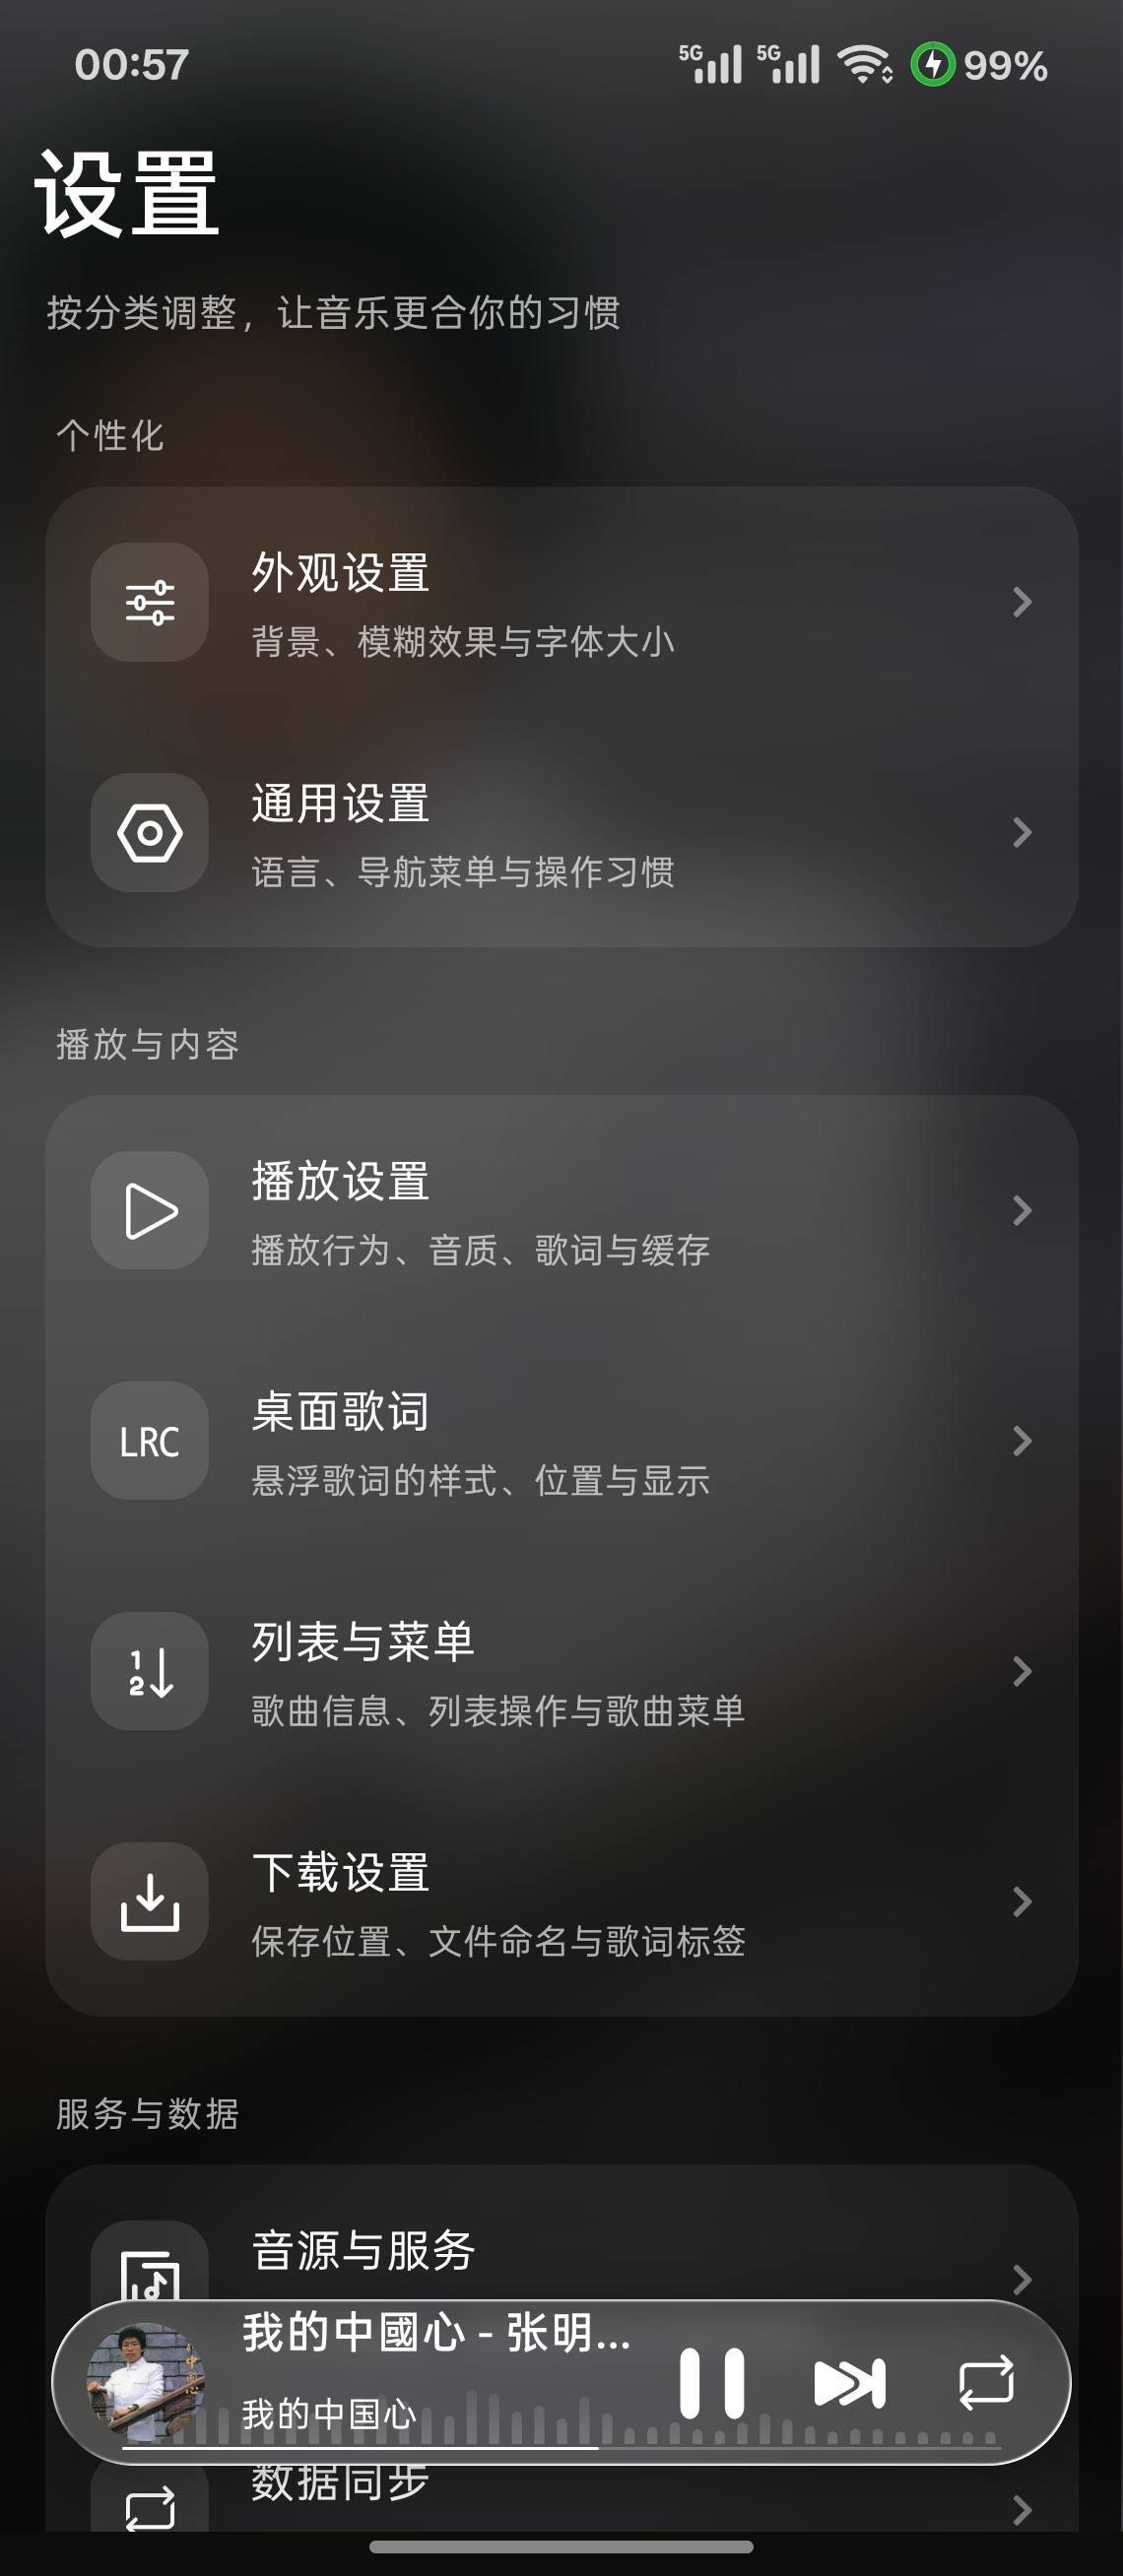 00:57
5G 5G 99%
设置
按分类调整，让音乐更合你的习惯
个性化
外观设置
背景、模糊效果与字体大小
通用设置
语言、导航菜单与操作习惯
播放与内容
播放设置
播放行为、音质、歌词与缓存
LRC
桌面歌词
悬浮歌词的样式、位置与显示
12
列表与菜单
歌曲信息、列表操作与歌曲菜单
下载设置
保存位置、文件命名与歌词标签
服务与数据
音源与服务
我的中國心 - 张明...
我的中国心
数据同步